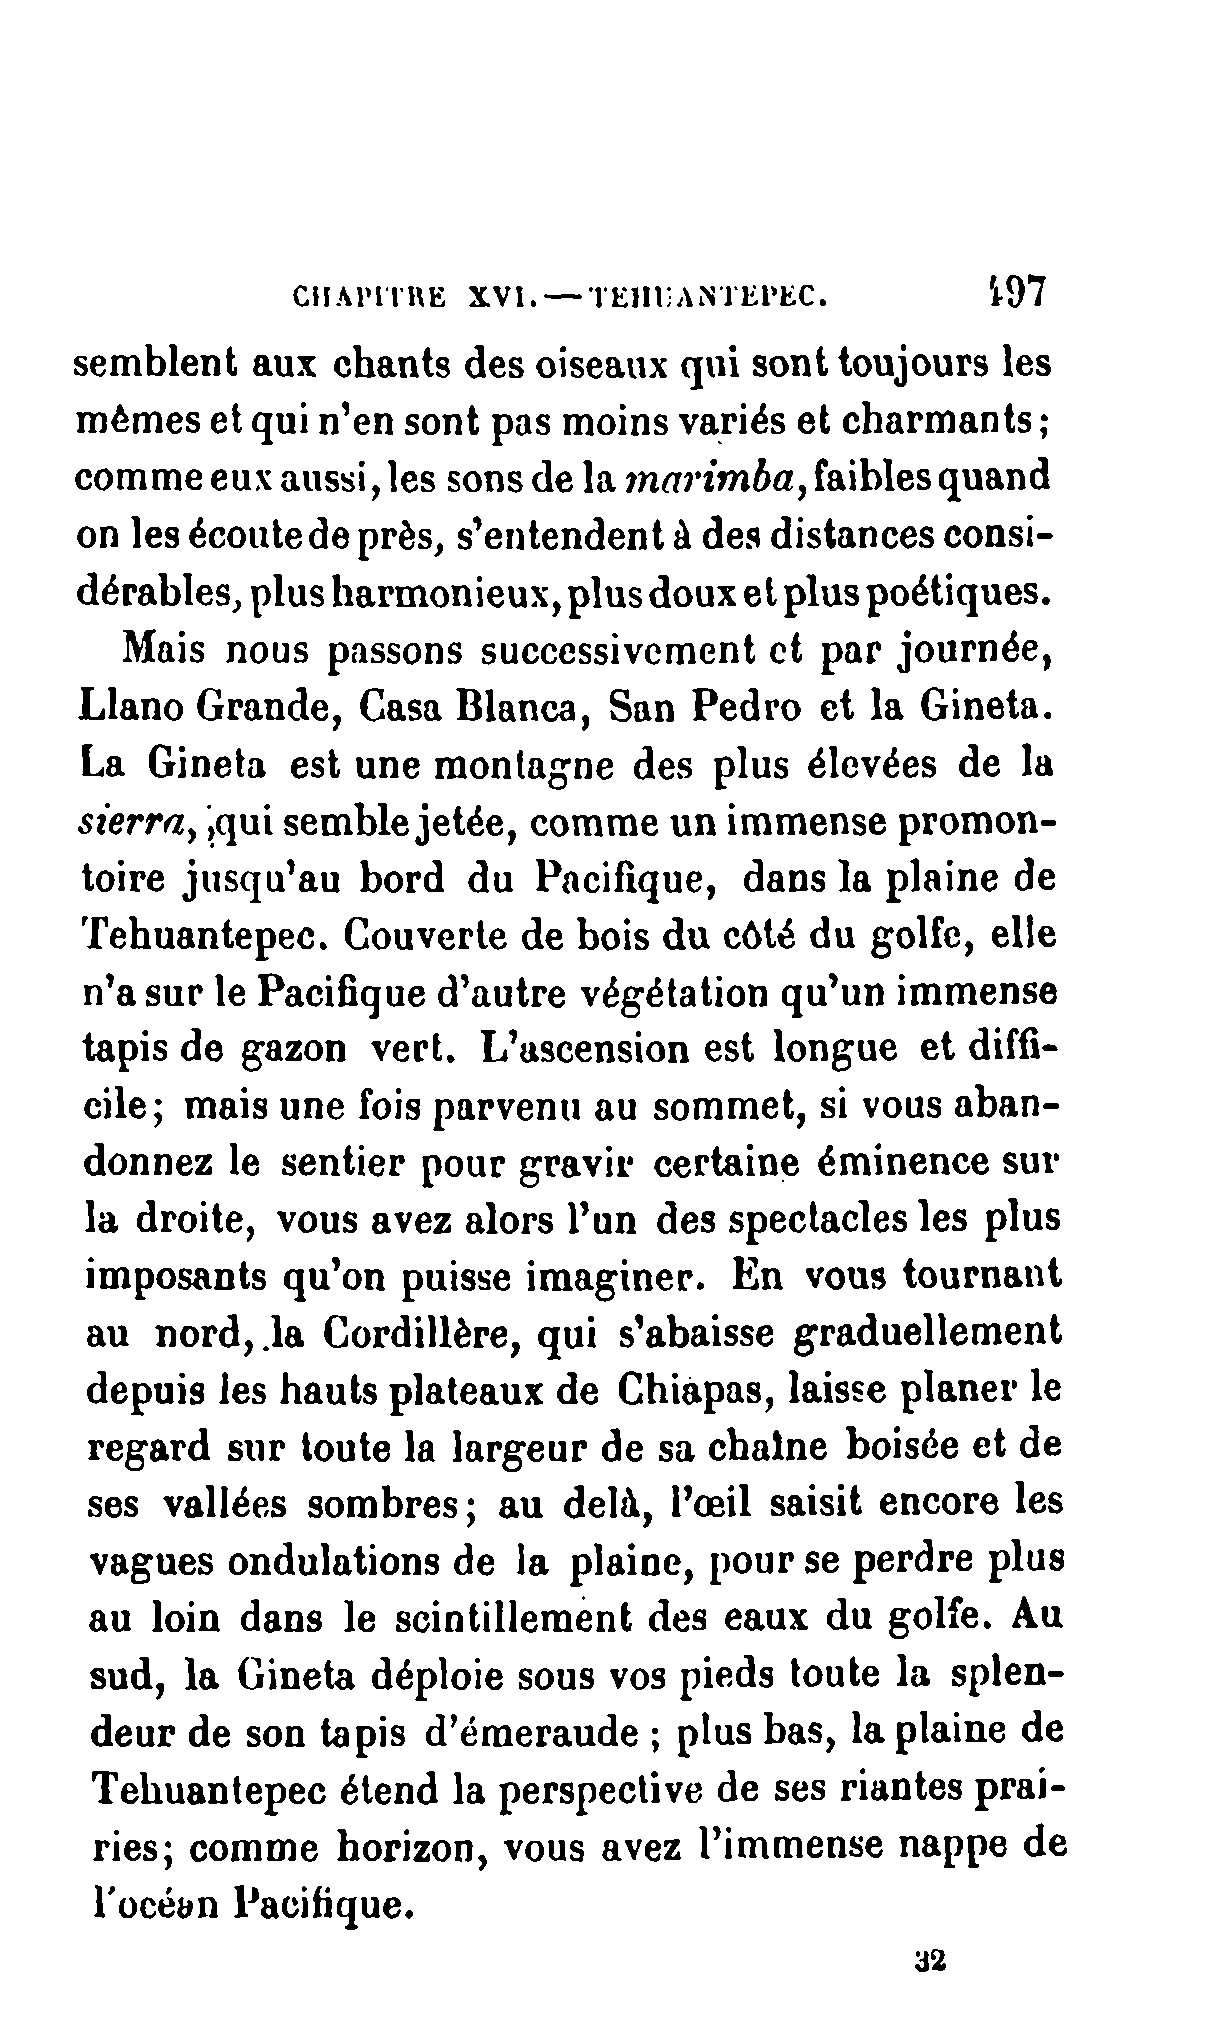 CHAPITRE XVI. — TEHUANTEPEC. 497
semblent aux chants des oiseaux qui sont toujours les
mêmes et qui n'en sont pas moins variés et charmants ;
comme eux aussi, les sons de la marimba, faibles quand
on les écoute de près, s'entendent à des distances consi-
dérables, plus harmonieux, plus doux et plus poétiques.
Mais nous passons successivement et par journée,
Llano Grande, Casa Blanca, San Pedro et la Gineta.
La Gineta est une montagne des plus élevées de la
sierra, qui semble jetée, comme un immense promon-
toire jusqu'au bord du Pacifique, dans la plaine de
Tehuantepec. Couverte de bois du côté du golfe, elle
n'a sur le Pacifique d'autre végétation qu'un immense
tapis de gazon vert. L'ascension est longue et diffi-
cile ; mais une fois parvenu au sommet, si vous aban-
donnez le sentier pour gravir certaine éminence sur
la droite, vous avez alors l'un des spectacles les plus
imposants qu'on puisse imaginer. En vous tournant
au nord, la Cordillère, qui s'abaisse graduellement
depuis les hauts plateaux de Chiapas, laisse planer le
regard sur toute la largeur de sa chaîne boisée et de
ses vallées sombres ; au delà, l'œil saisit encore les
vagues ondulations de la plaine, pour se perdre plus
au loin dans le scintillement des eaux du golfe. Au
sud, la Gineta déploie sous vos pieds toute la splen-
deur de son tapis d'émeraude ; plus bas, la plaine de
Tehuantepec étend la perspective de ses riantes prai-
ries ; comme horizon, vous avez l'immense nappe de
l'océan Pacifique.
32